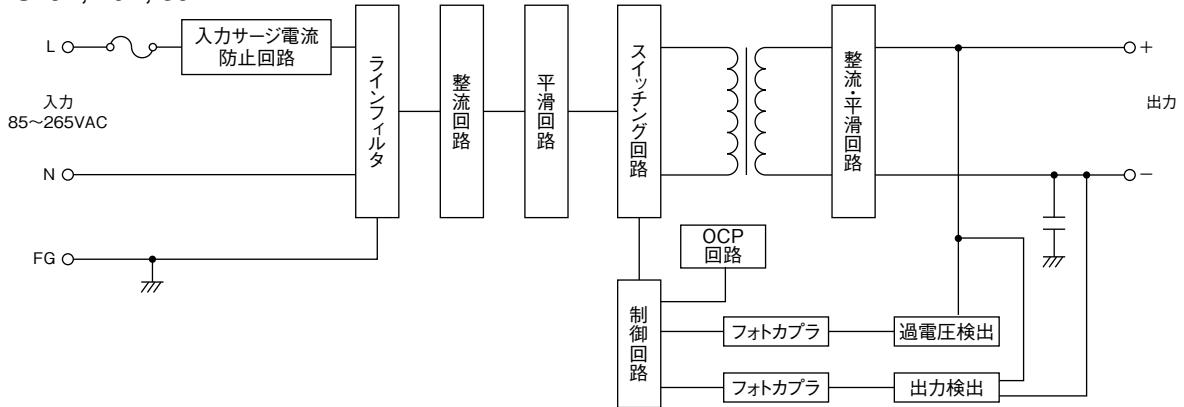 L
入力サージ電流
防止回路
入力
85～265VAC
N
FG
ラインフィルタ
整流回路
平滑回路
スイッチング回路
整流・平滑回路
+
出力
−
OCP
回路
制御回路
フォトカプラ
過電圧検出
フォトカプラ
出力検出